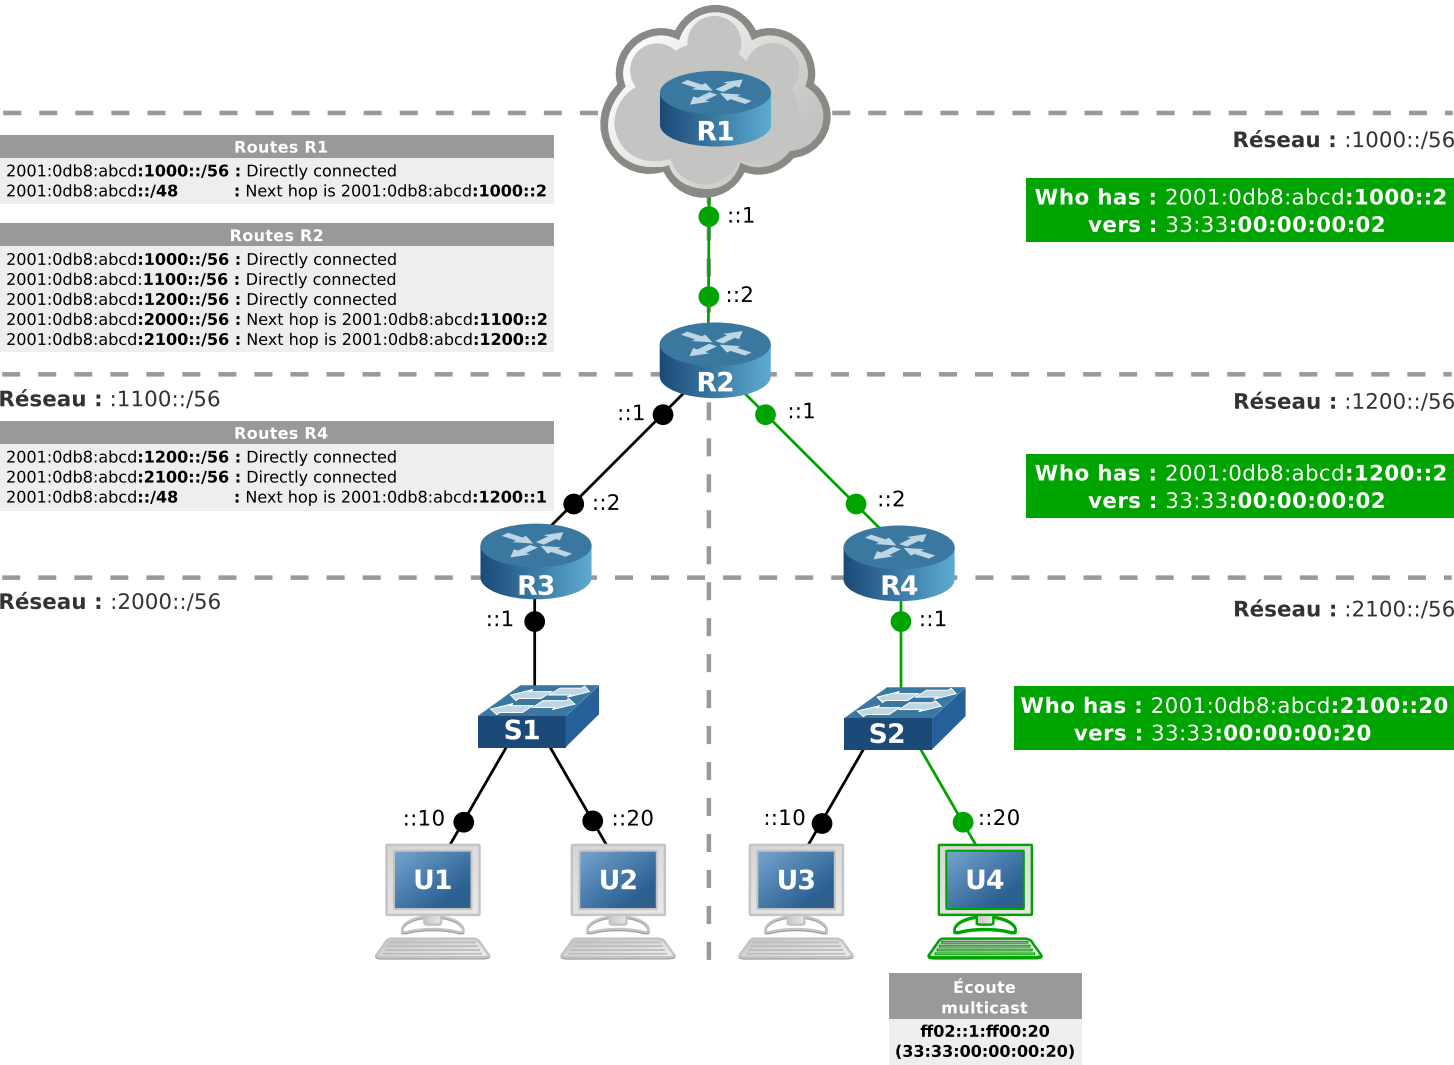 R1
Réseau : :1000::/56
Routes R1
2001:0db8:abcd:1000::/56 : Directly connected
2001:0db8:abcd::/48 : Next hop is 2001:0db8:abcd:1000::2
Who has : 2001:0db8:abcd:1000::2
vers : 33:33:00:00:00:02
::1
Routes R2
2001:0db8:abcd:1000::/56 : Directly connected
2001:0db8:abcd:1100::/56 : Directly connected
2001:0db8:abcd:1200::/56 : Directly connected
2001:0db8:abcd:2000::/56 : Next hop is 2001:0db8:abcd:1100::2
2001:0db8:abcd:2100::/56 : Next hop is 2001:0db8:abcd:1200::2
::2
R2
Réseau : :1100::/56
Réseau : :1200::/56
::1
::1
Routes R4
2001:0db8:abcd:1200::/56 : Directly connected
2001:0db8:abcd:2100::/56 : Directly connected
2001:0db8:abcd::/48 : Next hop is 2001:0db8:abcd:1200::1
Who has : 2001:0db8:abcd:1200::2
vers : 33:33:00:00:00:02
::2
::2
R3
R4
Réseau : :2000::/56
Réseau : :2100::/56
::1
::1
S1
S2
Who has : 2001:0db8:abcd:2100::20
vers : 33:33:00:00:00:20
::10
::20
::10
::20
U1
U2
U3
U4
Écoute
multicast
ff02::1:ff00:20
(33:33:00:00:00:20)